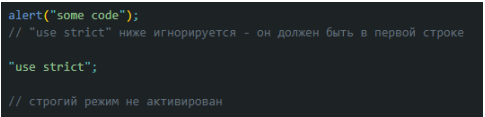 alert("some code");
// "use strict" ниже игнорируется - он должен быть в первой строке
"use strict";
// строгий режим не активирован